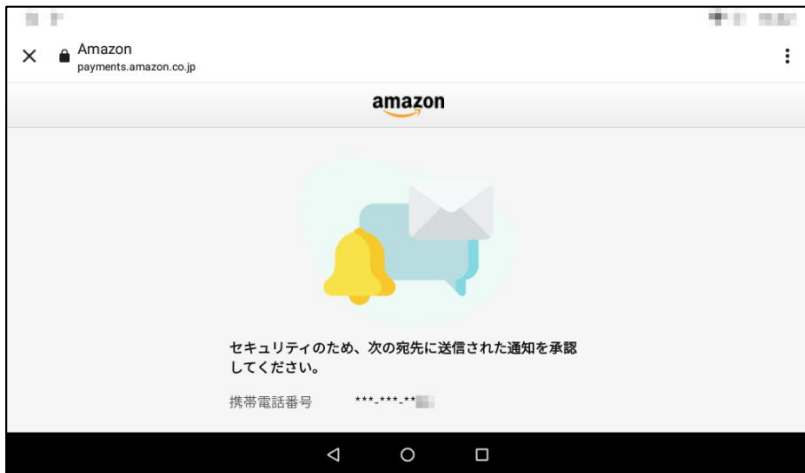 Amazon
payments.amazon.co.jp
amazon
セキュリティのため、次の宛先に送信された通知を承認
してください。
携帯電話番号 ***-***-**